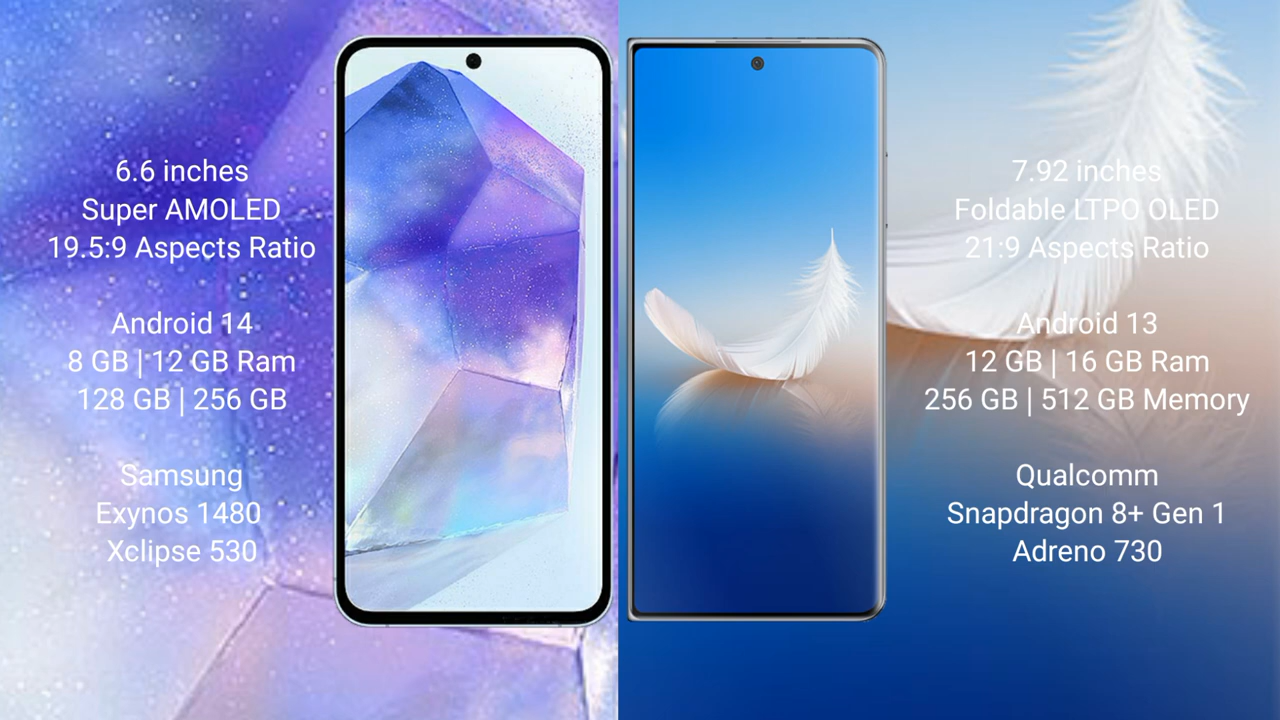 6.6 inches
Super AMOLED
19.5:9 Aspects Ratio
Android 14
8 GB | 12 GB Ram
128 GB | 256 GB
Samsung
Exynos 1480
Xclipse 530
7.92 inches
Foldable LTPO OLED
21:9 Aspects Ratio
Android 13
12 GB | 16 GB Ram
256 GB | 512 GB Memory
Qualcomm
Snapdragon 8+ Gen 1
Adreno 730